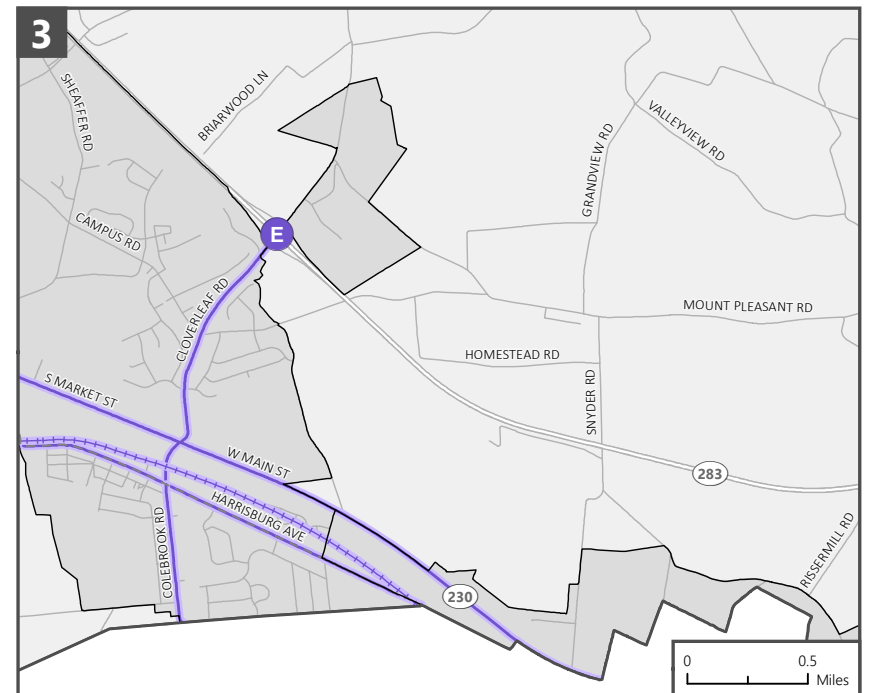 3
SHEAFFER RD
BRIARWOOD LN
VALLEYVIEW RD
GRANDVIEW RD
CAMPUS RD
E
CLOVERLEAF RD
MOUNT PLEASANT RD
HOMESTEAD RD
SNYDER RD
S MARKET ST
W MAIN ST
283
HARRISBURG AVE
COLEBROOK RD
RISSERMILL RD
230
0 0.5
Miles